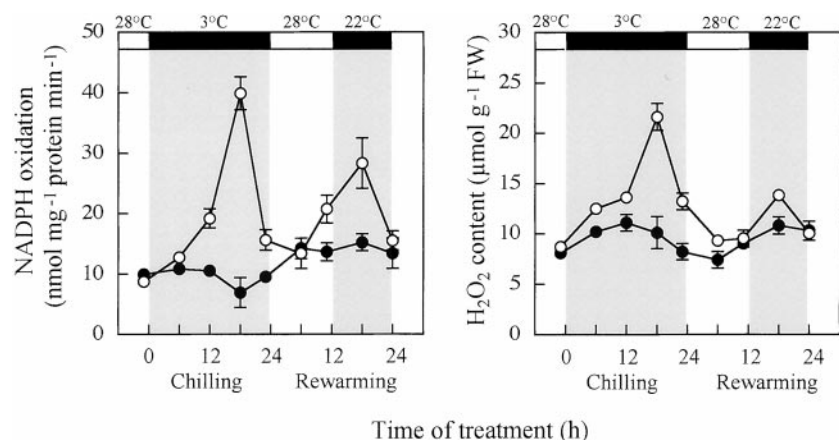 28°C 3°C 28°C 22°C
50
40
30
20
10
0
NADPH oxidation
(nmol mg⁻¹ protein min⁻¹)
0 12 24 12 24
Chilling Rewarming
28°C 3°C 28°C 22°C
30
25
20
15
10
5
0
H₂O₂ content (μmol g⁻¹ FW)
0 12 24 12 24
Chilling Rewarming
Time of treatment (h)